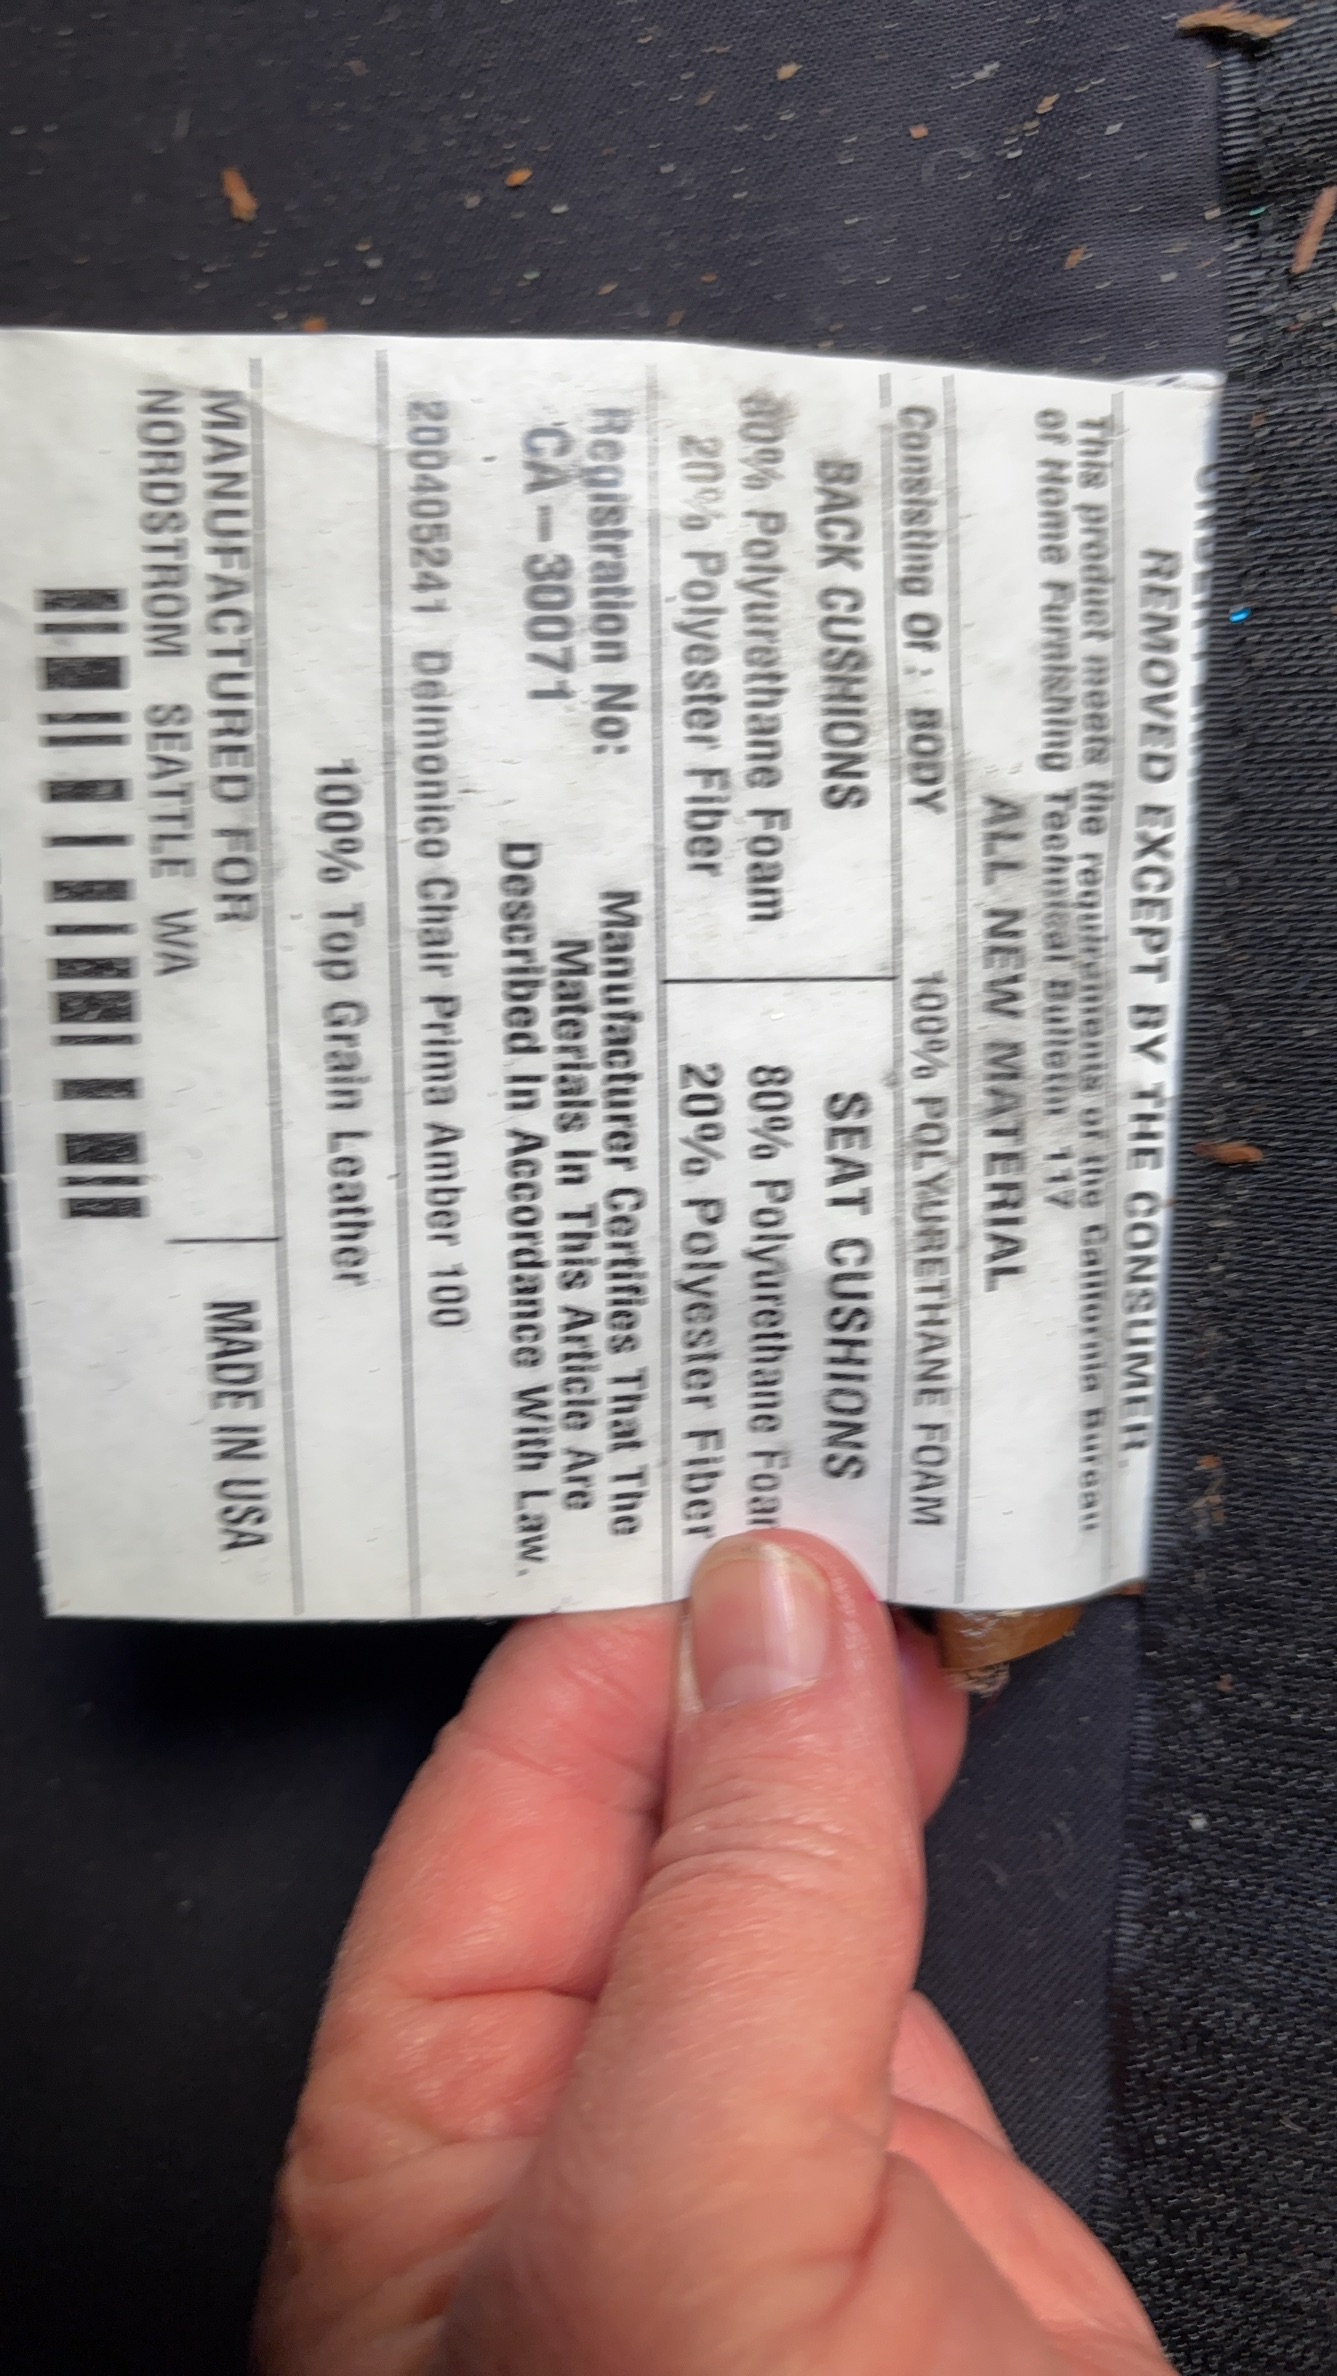 REMOVED EXCEPT BY THE CONSUMER.
This product meets the requirements of the California Bureau
of Home Furnishing Technical Bulletin 117
ALL NEW MATERIAL
Consisting Of : BODY 100% POLYURETHANE FOAM
BACK CUSHIONS
80% Polyurethane Foam
20% Polyester Fiber
SEAT CUSHIONS
80% Polyurethane Foam
20% Polyester Fiber
Registration No:
CA-30071
Manufacturer Certifies That The
Materials In This Article Are
Described In Accordance With Law.
200405241 Delmonico Chair Prima Amber 100
100% Top Grain Leather
MANUFACTURED FOR
NORDSTROM SEATTLE WA
MADE IN USA